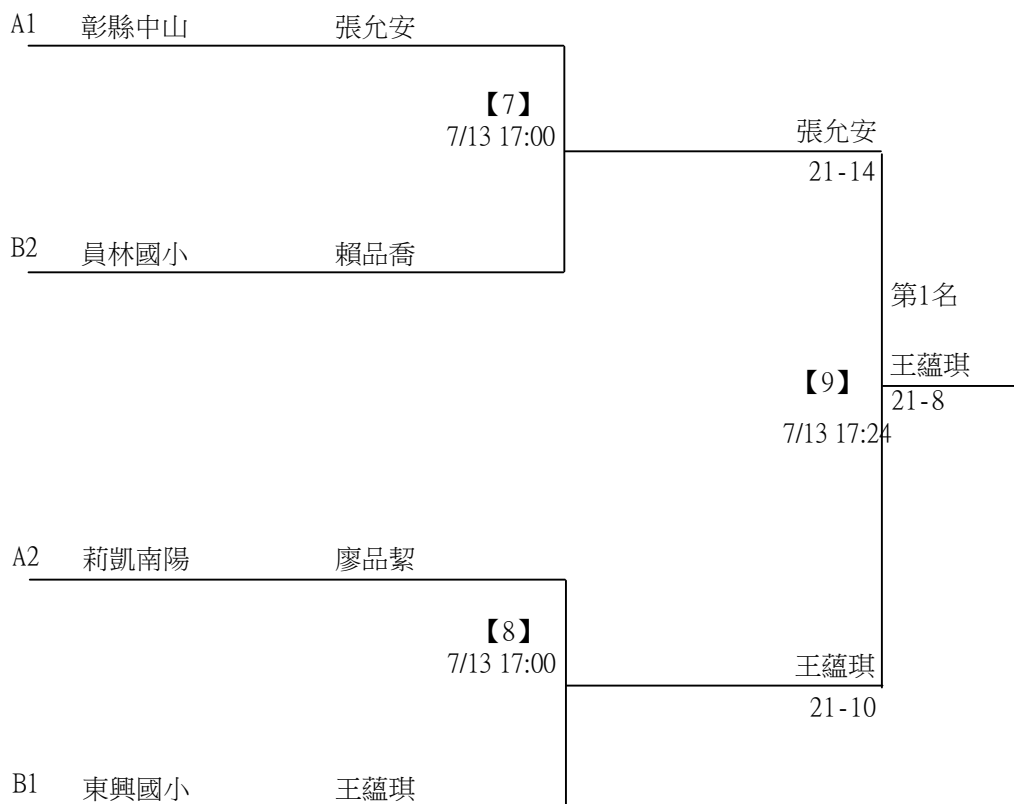 A1 彰縣中山 張允安
【7】
7/13 17:00
張允安
21-14
B2 員林國小 賴品喬
第1名
王蘊琪
21-8
【9】
7/13 17:24
A2 莉凱南陽 廖品絜
【8】
7/13 17:00
王蘊琪
21-10
B1 東興國小 王蘊琪